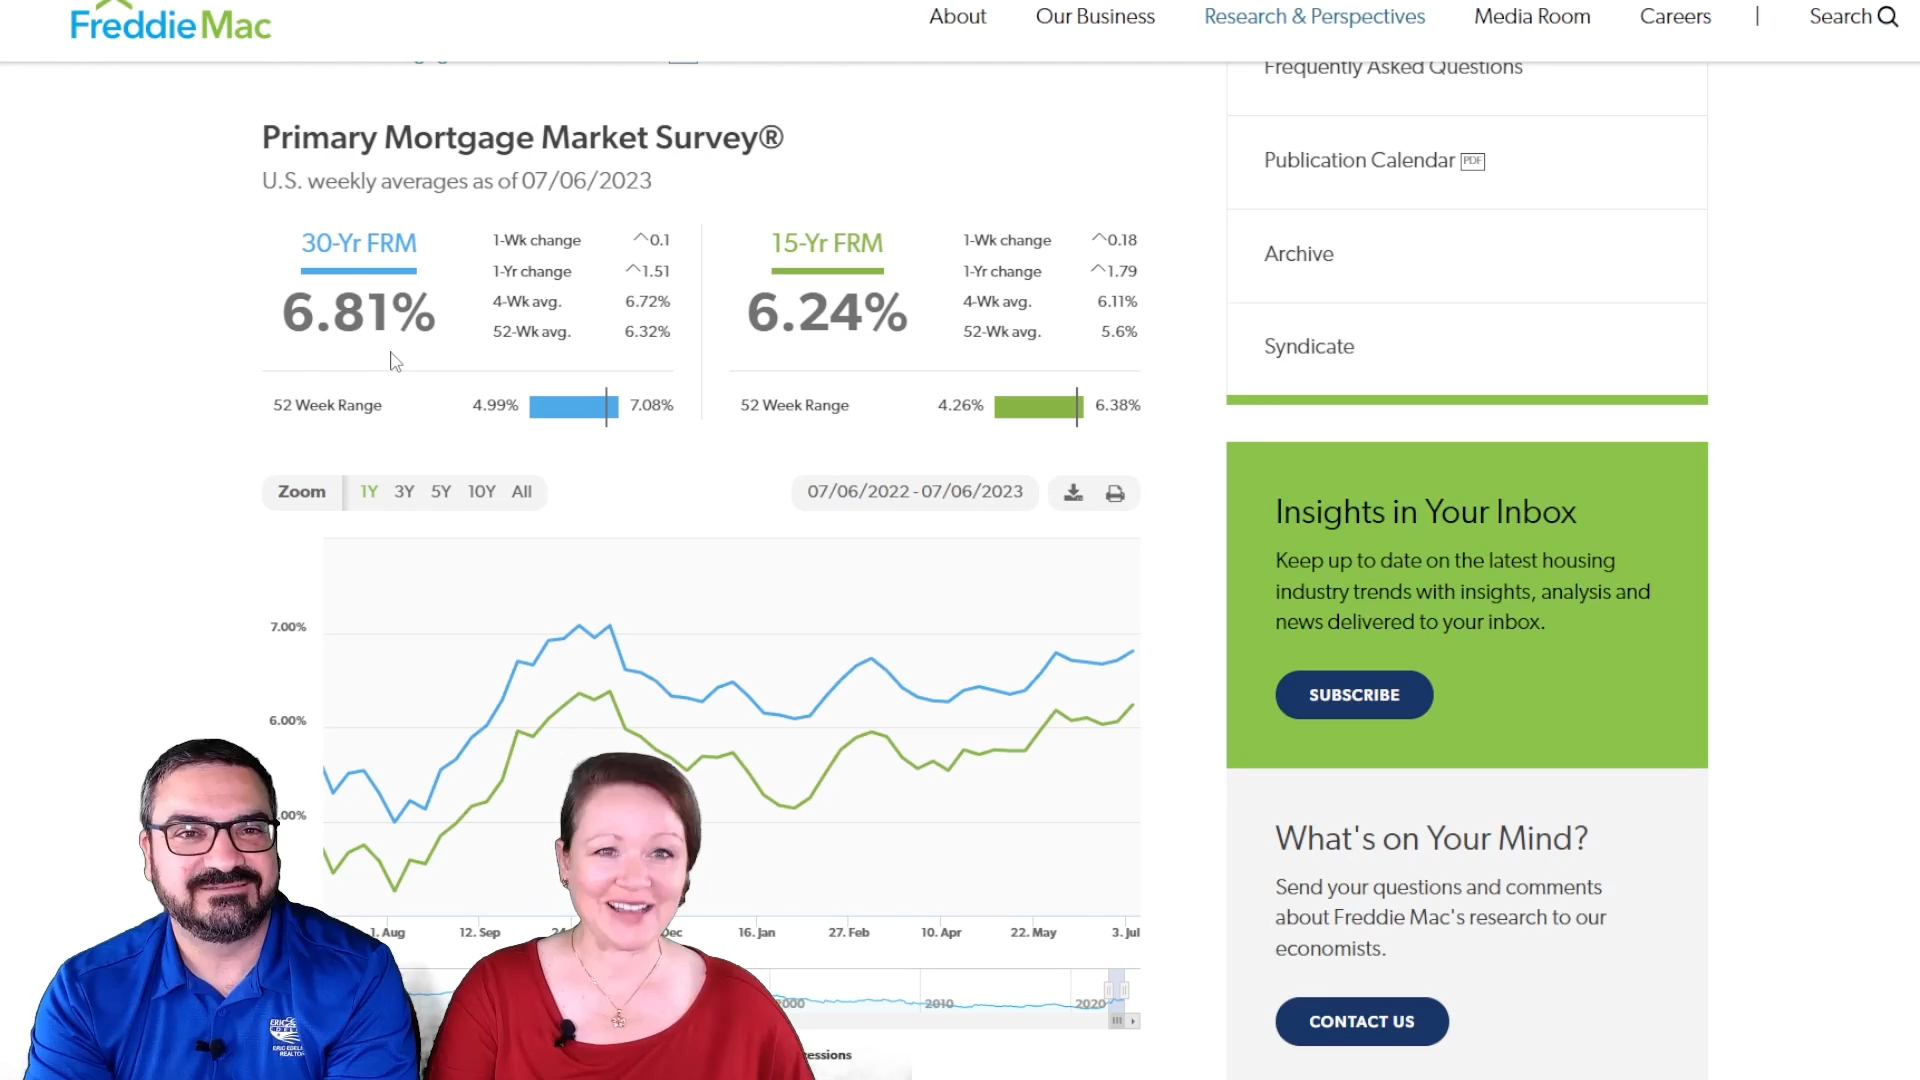 Freddie Mac
About Our Business Research & Perspectives Media Room Careers | Search
Frequently Asked Questions
Publication Calendar PDF
Archive
Syndicate
Primary Mortgage Market Survey®
U.S. weekly averages as of 07/06/2023
30-Yr FRM
6.81%
1-Wk change ^0.1
1-Yr change ^1.51
4-Wk avg. 6.72%
52-Wk avg. 6.32%
52 Week Range 4.99% 7.08%
15-Yr FRM
6.24%
1-Wk change ^0.18
1-Yr change ^1.79
4-Wk avg. 6.11%
52-Wk avg. 5.6%
52 Week Range 4.26% 6.38%
Zoom 1Y 3Y 5Y 10Y All
07/06/2022 - 07/06/2023
7.00%
6.00%
.00%
1. Aug 12. Sep 24. Dec 16. Jan 27. Feb 10. Apr 22. May 3. Jul
2000 2010 2020
Insights in Your Inbox
Keep up to date on the latest housing
industry trends with insights, analysis and
news delivered to your inbox.
SUBSCRIBE
What's on Your Mind?
Send your questions and comments
about Freddie Mac's research to our
economists.
CONTACT US